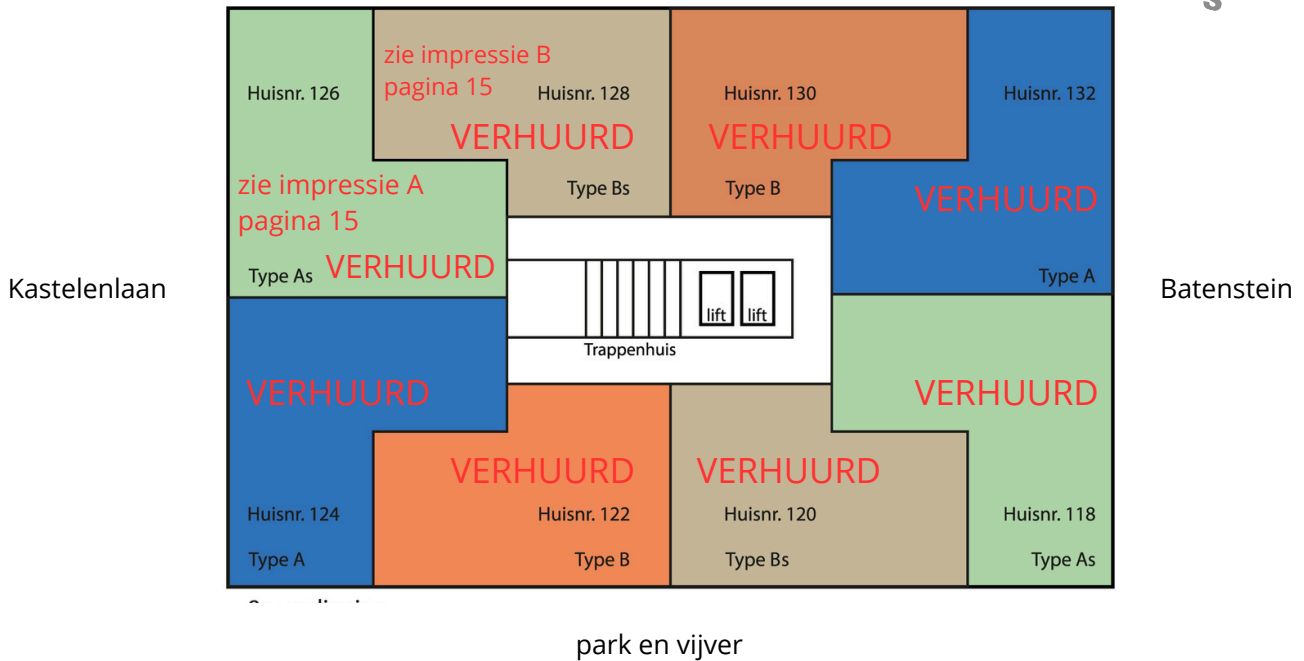 zie impressie B
pagina 15
Huisnr. 126
Huisnr. 128
Huisnr. 130
Huisnr. 132
VERHUURD
VERHUURD
zie impressie A
pagina 15
Type Bs
Type B
VERHUURD
Type As
VERHUURD
Type A
Kastelenlaan
Batenstein
lift
lift
Trappenhuis
VERHUURD
VERHUURD
VERHUURD
VERHUURD
Huisnr. 124
Huisnr. 122
Huisnr. 120
Huisnr. 118
Type A
Type B
Type Bs
Type As
park en vijver